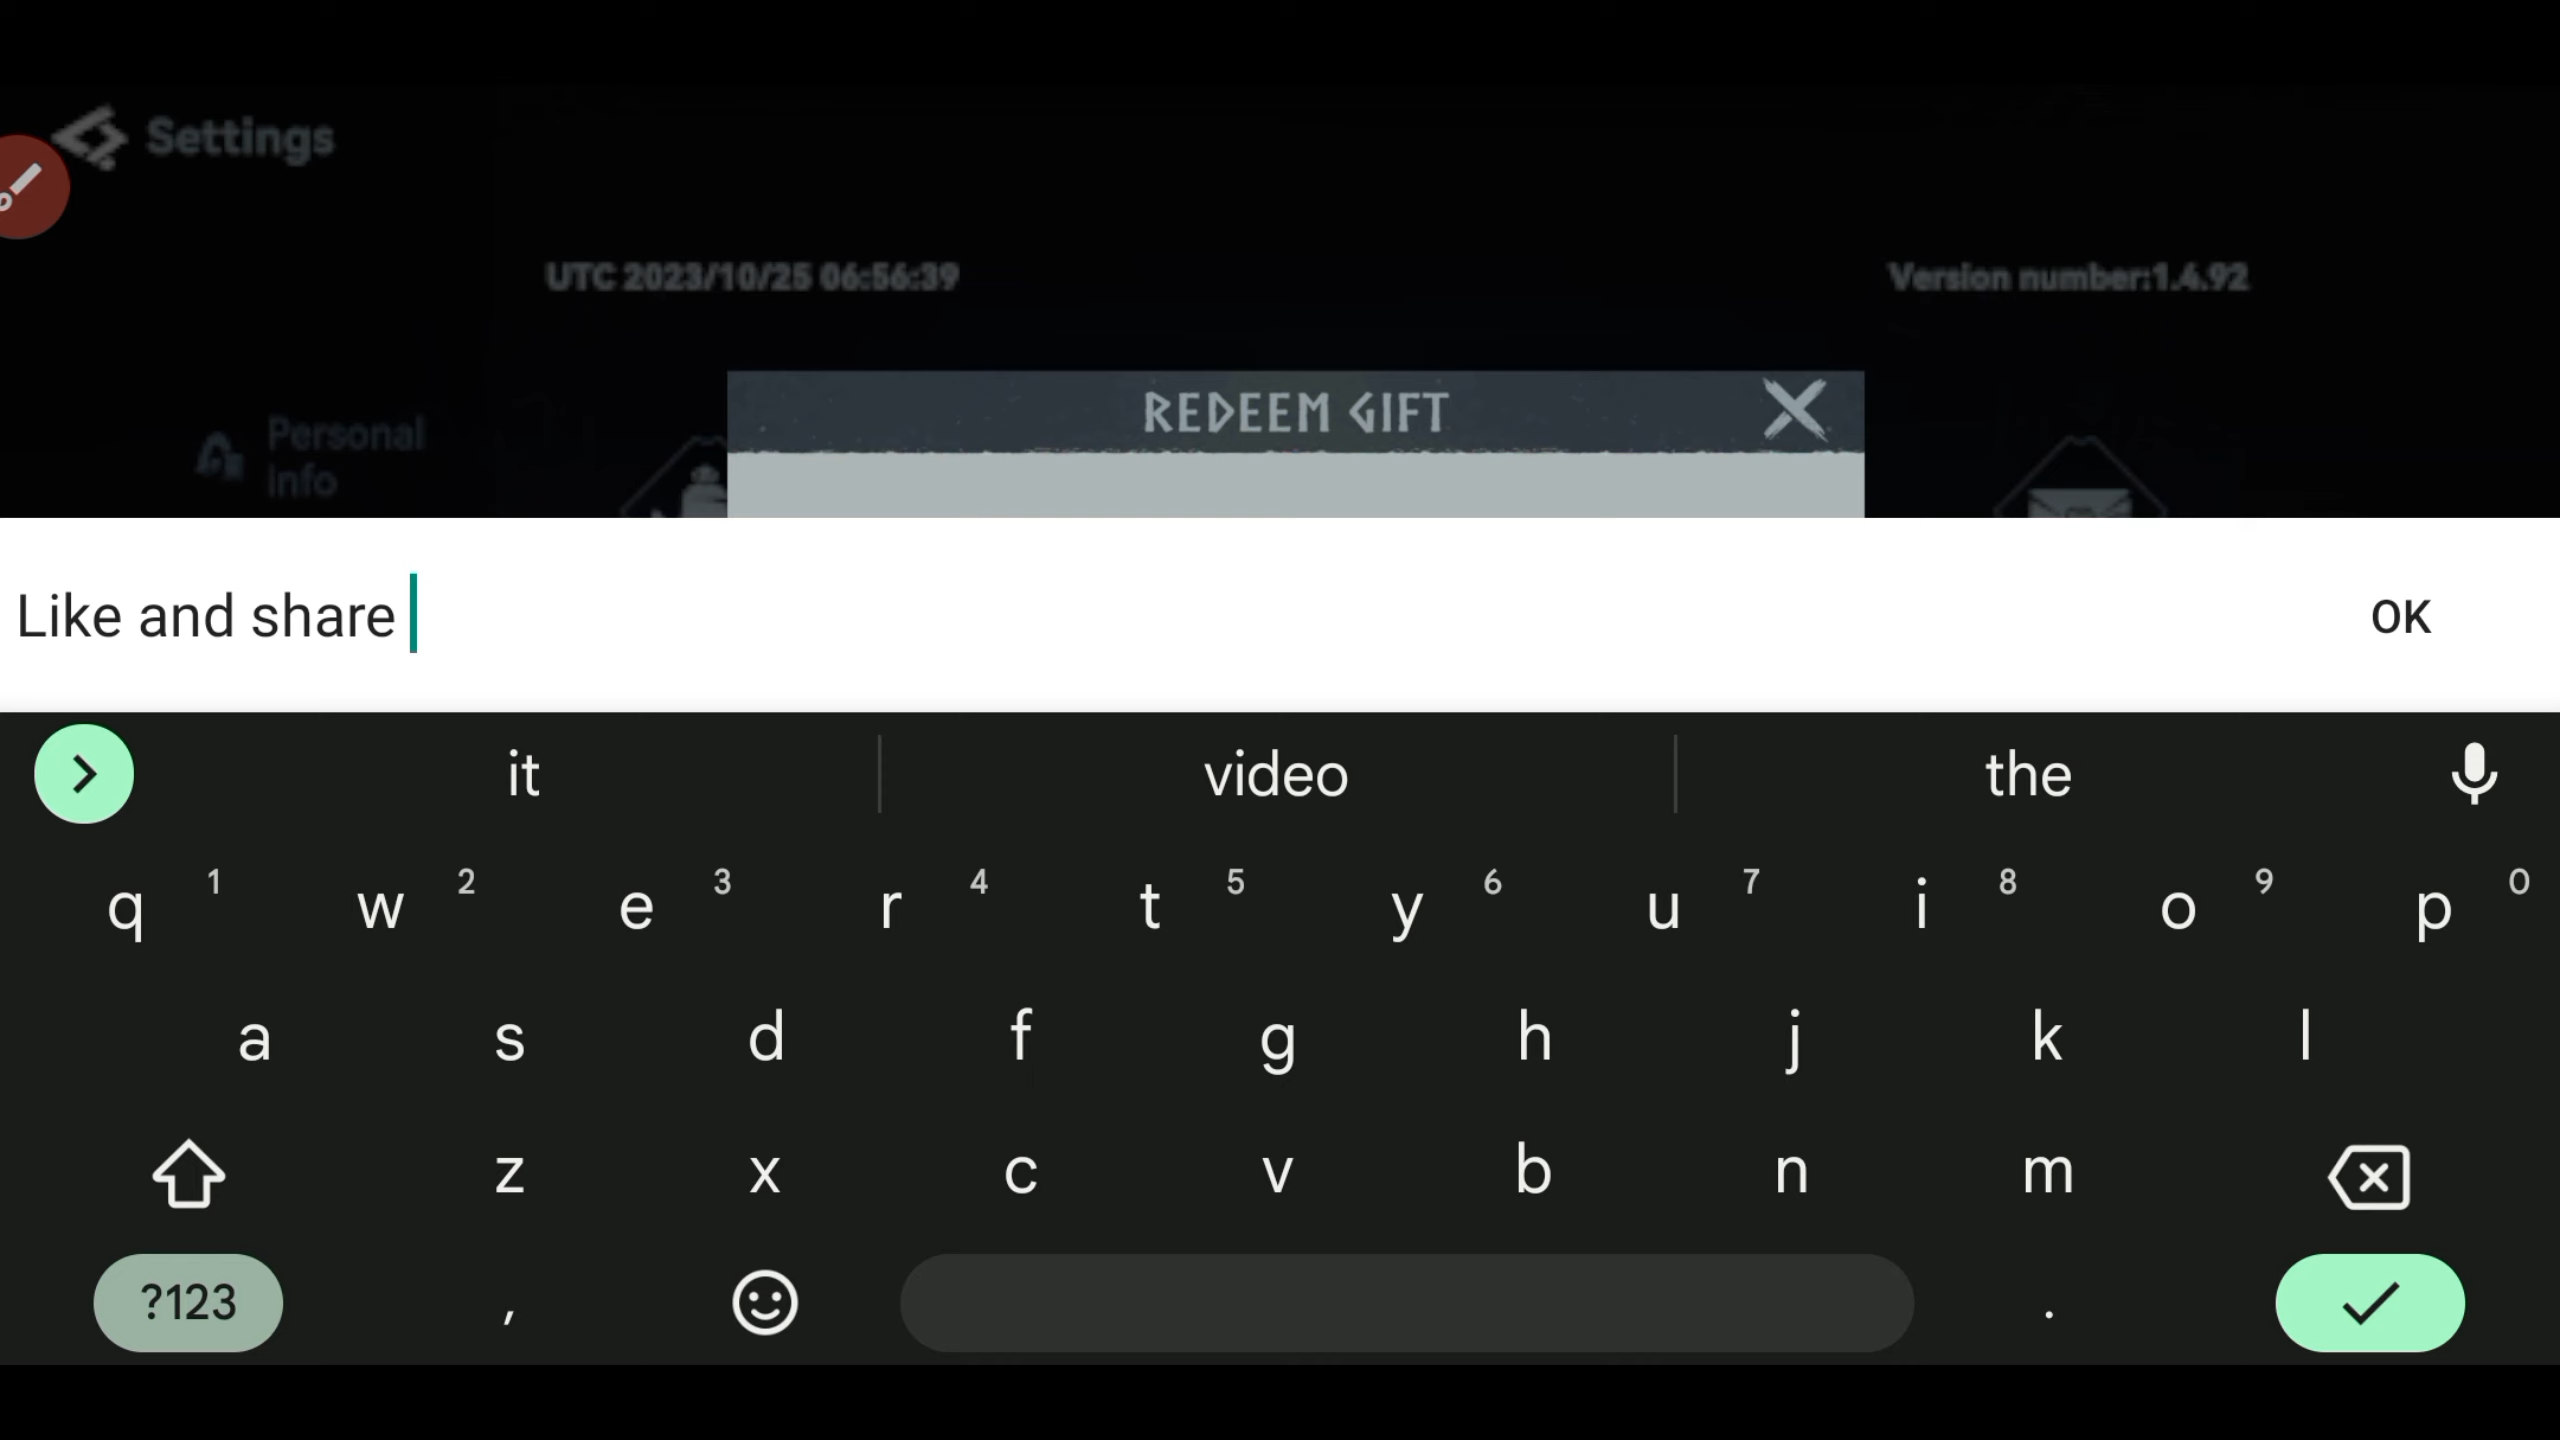 Settings
UTC 2023/10/25 06:56:39
Version number:1.4.92
REDEEM GIFT
Personal
Info
Like and share
OK
it video the
q 1 w 2 e 3 r 4 t 5 y 6 u 7 i 8 o 9 p 0
a s d f g h j k l
z x c v b n m
?123 , .